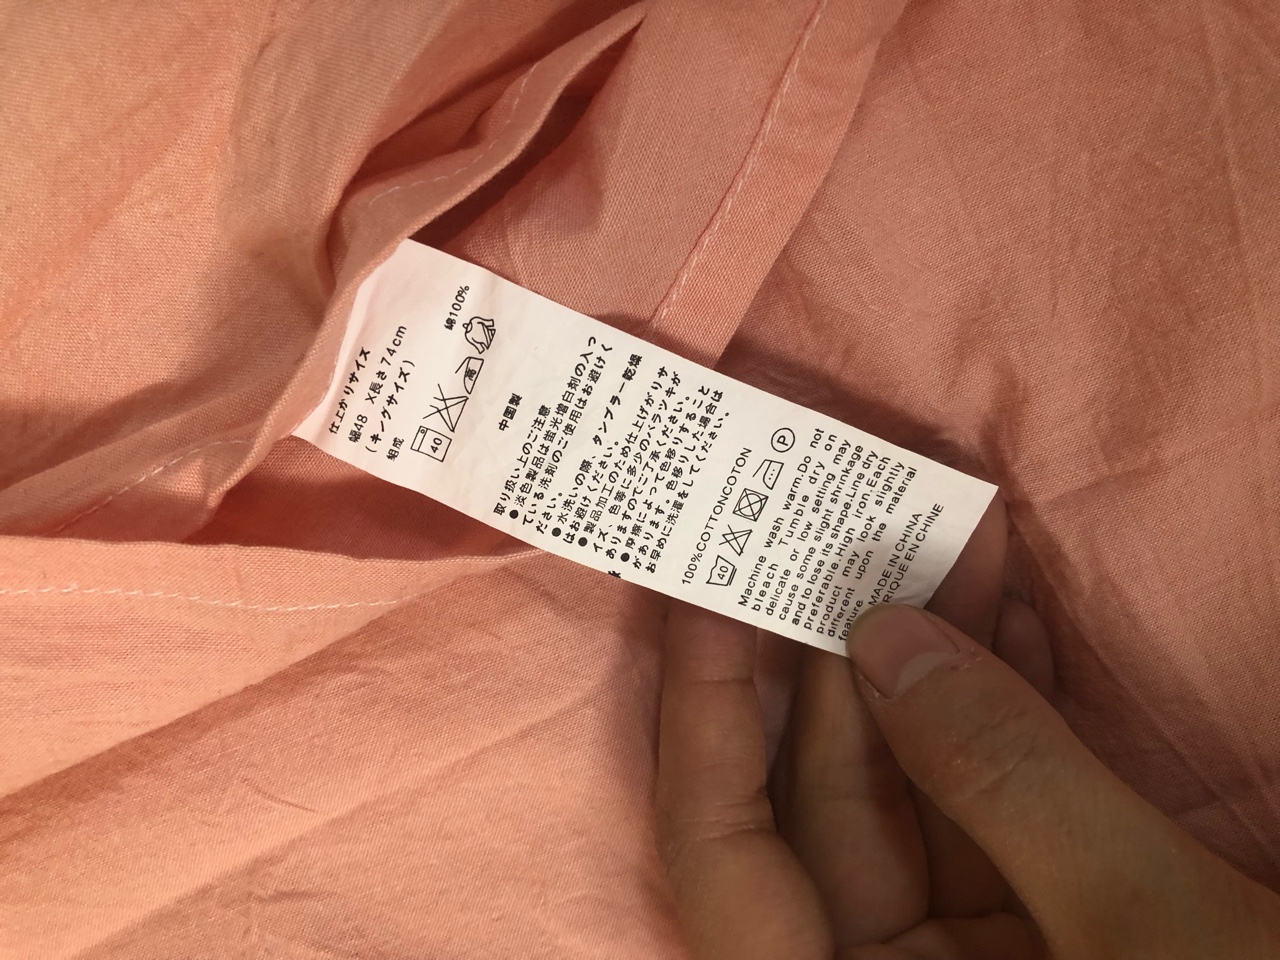 仕上がりサイズ
幅48 X長さ74cm
(キングサイズ)
組成
綿100%
40
高
中国製
取り扱い上のご注意
●淡色製品は蛍光増白剤の入っ
ている洗剤のご使用はお避けく
ださい。
●水洗いの際、タンブラー乾燥
はお避けください。
●製品加工のため仕上げがりサ
イズ、色等に多少のバラツキが
ありますのでご了承ください。
●摩擦によって色移りすること
があります。色移りした場合は
お早めに洗濯をしてください。
100%COTTONCOTON
40
P
Machine wash warm;Do not
bleach Tumble dry on
delicate or low setting may
cause some slight shrinkage
and to lose its shape.Line dry
preferable.High iron.Each
product may look slightly
different upon the material
feature
MADE IN CHINA
RIQUE EN CHINE